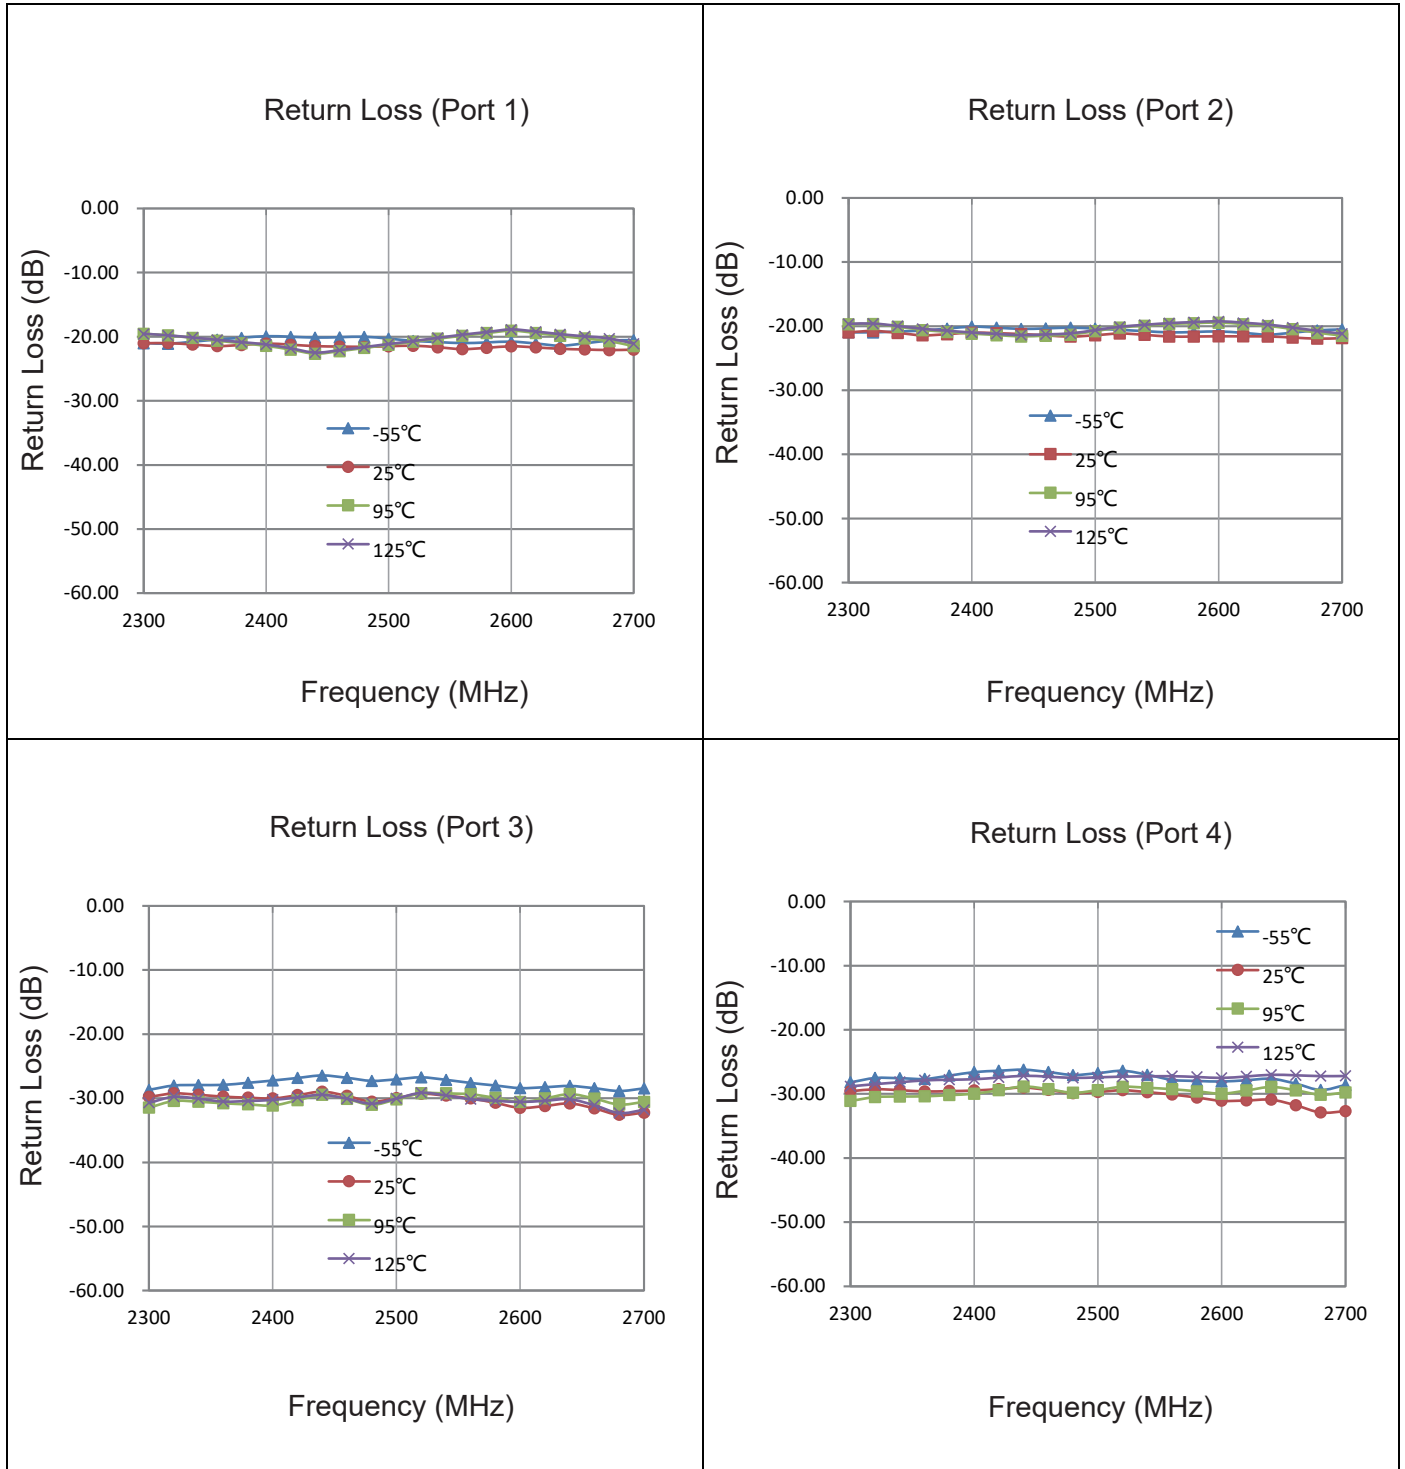 Return Loss (Port 1)
Return Loss (dB)
0.00
-10.00
-20.00
-30.00
-40.00
-50.00
-60.00
-55℃
25℃
95℃
125℃
2300 2400 2500 2600 2700
Frequency (MHz)
Return Loss (Port 2)
Return Loss (dB)
0.00
-10.00
-20.00
-30.00
-40.00
-50.00
-60.00
-55℃
25℃
95℃
125℃
2300 2400 2500 2600 2700
Frequency (MHz)
Return Loss (Port 3)
Return Loss (dB)
0.00
-10.00
-20.00
-30.00
-40.00
-50.00
-60.00
-55℃
25℃
95℃
125℃
2300 2400 2500 2600 2700
Frequency (MHz)
Return Loss (Port 4)
Return Loss (dB)
0.00
-10.00
-20.00
-30.00
-40.00
-50.00
-60.00
-55℃
25℃
95℃
125℃
2300 2400 2500 2600 2700
Frequency (MHz)